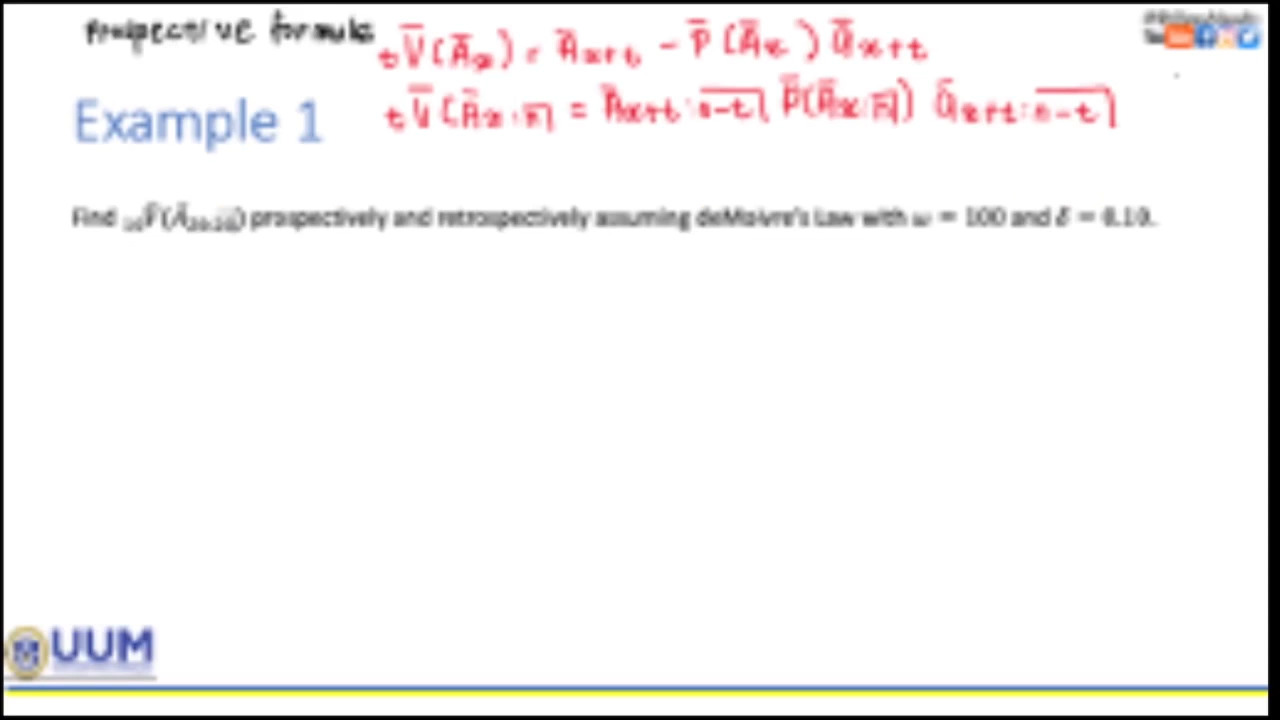 Prospective formula ₜV̄(Āₓ) = Āₓ₊ₜ - P̄(Āₓ) āₓ₊ₜ
ₜV̄(Āx:n̅|) = Āx+t:n-t| P̄(Āx:n̅|) āx+t:n-t|
Example 1
Find prospectively and retrospectively assuming deMoivre's Law with ω = 100 and δ = 0.10.
UUM